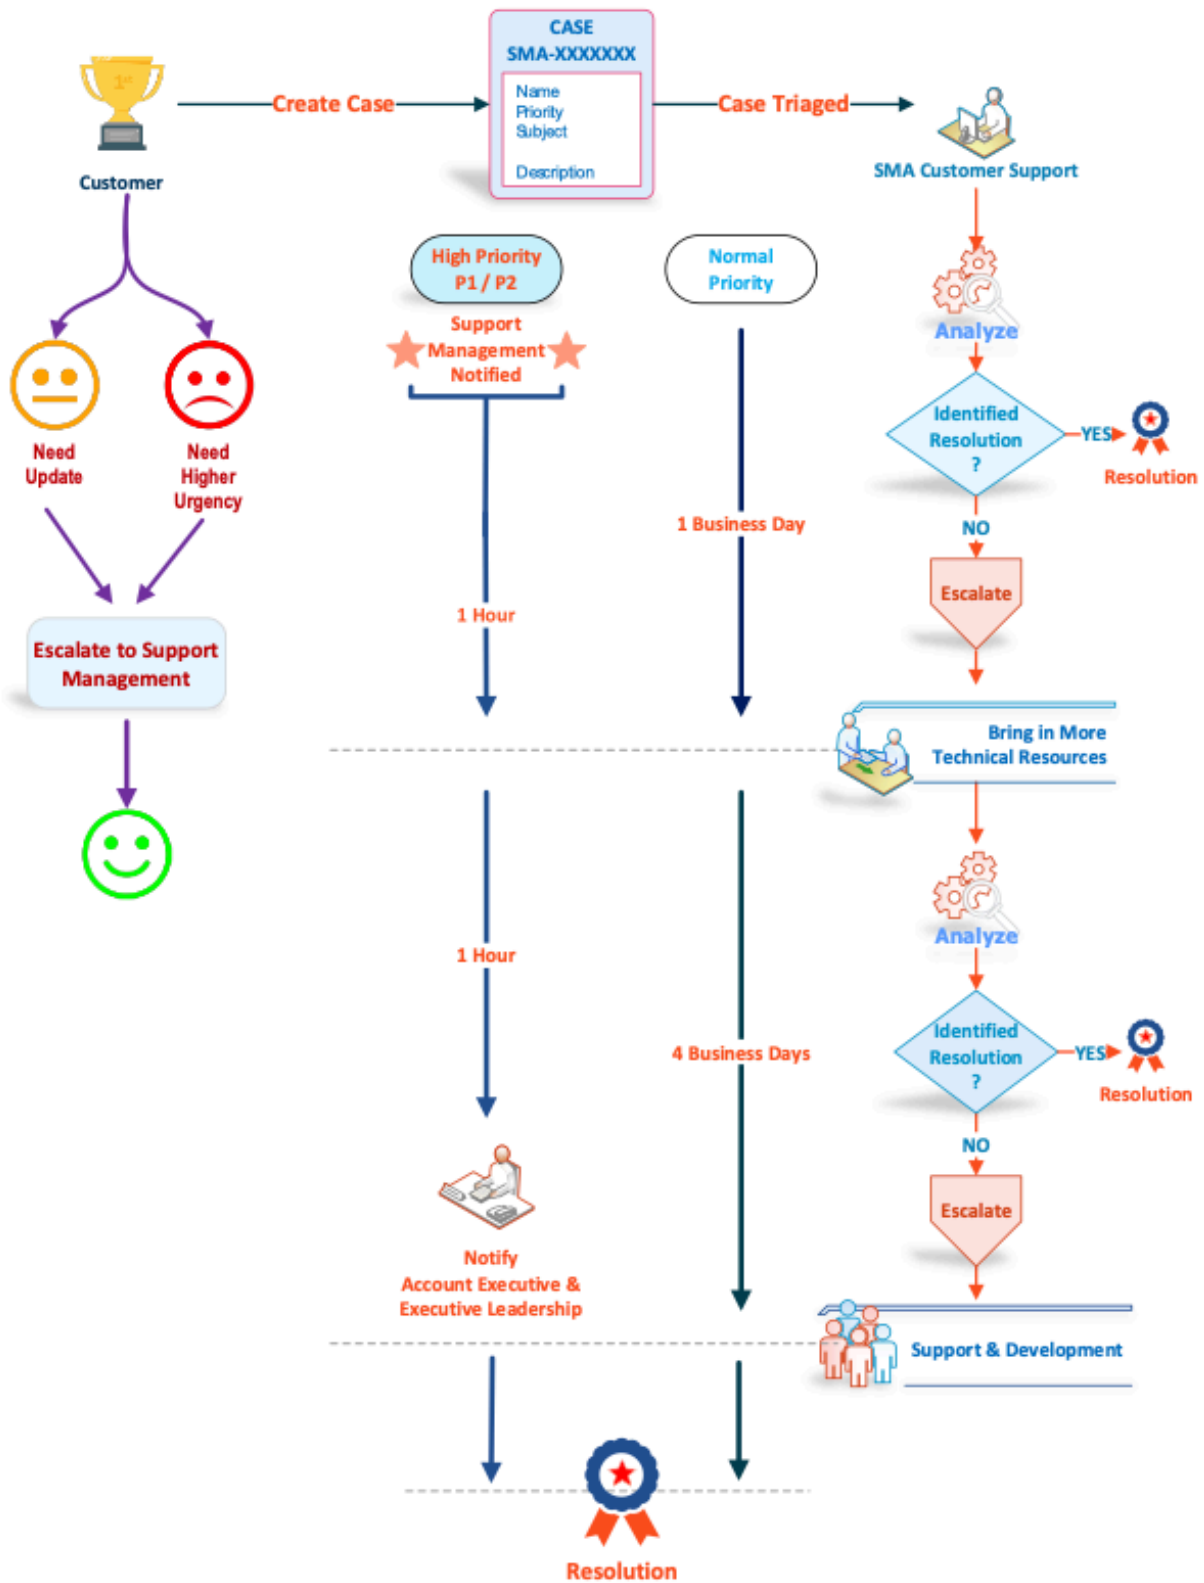 CASE
SMA-XXXXXXX
Name
Priority
Subject
Description
1st
Create Case
Case Triaged
Customer
SMA Customer Support
High Priority
P1 / P2
Normal
Priority
Support
Management
Notified
Analyze
Identified
Resolution
?
YES
Resolution
NO
Need
Update
Need
Higher
Urgency
1 Business Day
Escalate
1 Hour
Escalate to Support
Management
Bring in More
Technical Resources
Analyze
1 Hour
Identified
Resolution
?
YES
Resolution
4 Business Days
NO
Escalate
Notify
Account Executive &
Executive Leadership
Support & Development
Resolution